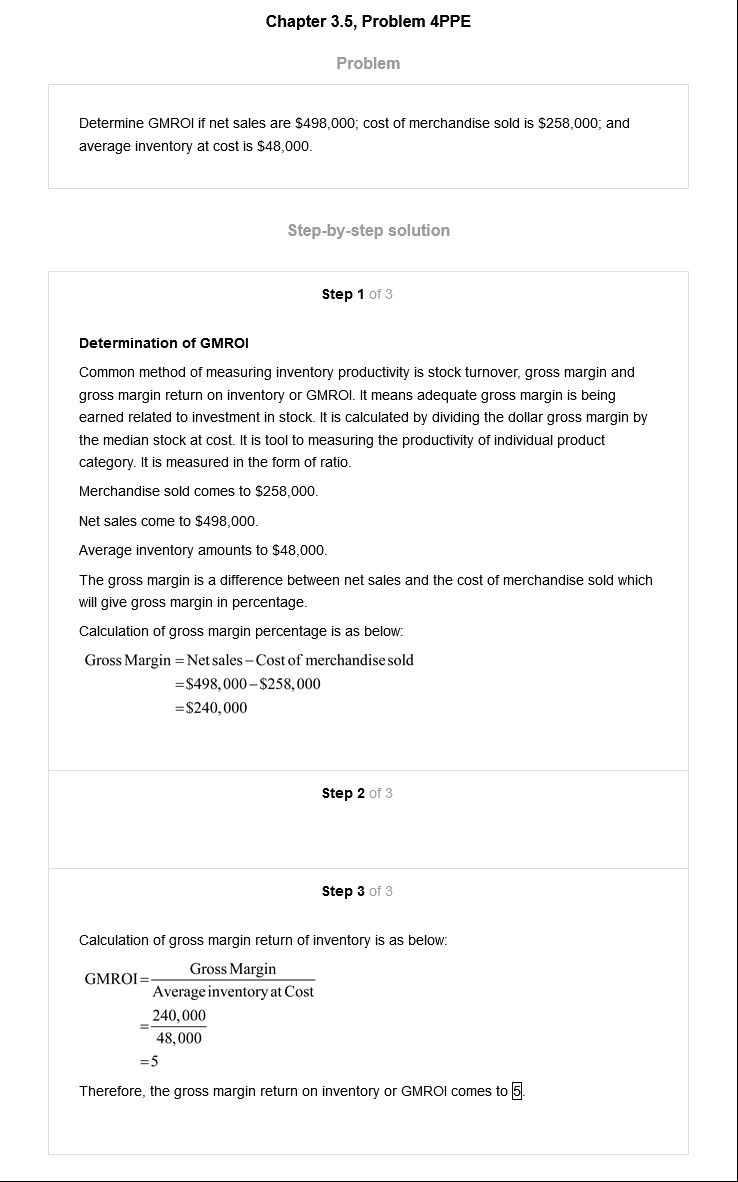 Chapter 3.5, Problem 4PPE
Problem
Determine GMROI if net sales are $498,000; cost of merchandise sold is $258,000; and
average inventory at cost is $48,000.
Step-by-step solution
Step 1 of 3
Determination of GMROI
Common method of measuring inventory productivity is stock turnover, gross margin and
gross margin return on inventory or GMROI. It means adequate gross margin is being
earned related to investment in stock. It is calculated by dividing the dollar gross margin by
the median stock at cost. It is tool to measuring the productivity of individual product
category. It is measured in the form of ratio.
Merchandise sold comes to $258,000.
Net sales come to $498,000.
Average inventory amounts to $48,000.
The gross margin is a difference between net sales and the cost of merchandise sold which
will give gross margin in percentage.
Calculation of gross margin percentage is as below:
Gross Margin = Net sales – Cost of merchandise sold
= $498,000 – $258,000
= $240,000
Step 2 of 3
Step 3 of 3
Calculation of gross margin return of inventory is as below:
GMROI = Gross Margin
Average inventory at Cost
= 240,000
48,000
= 5
Therefore, the gross margin return on inventory or GMROI comes to 5.